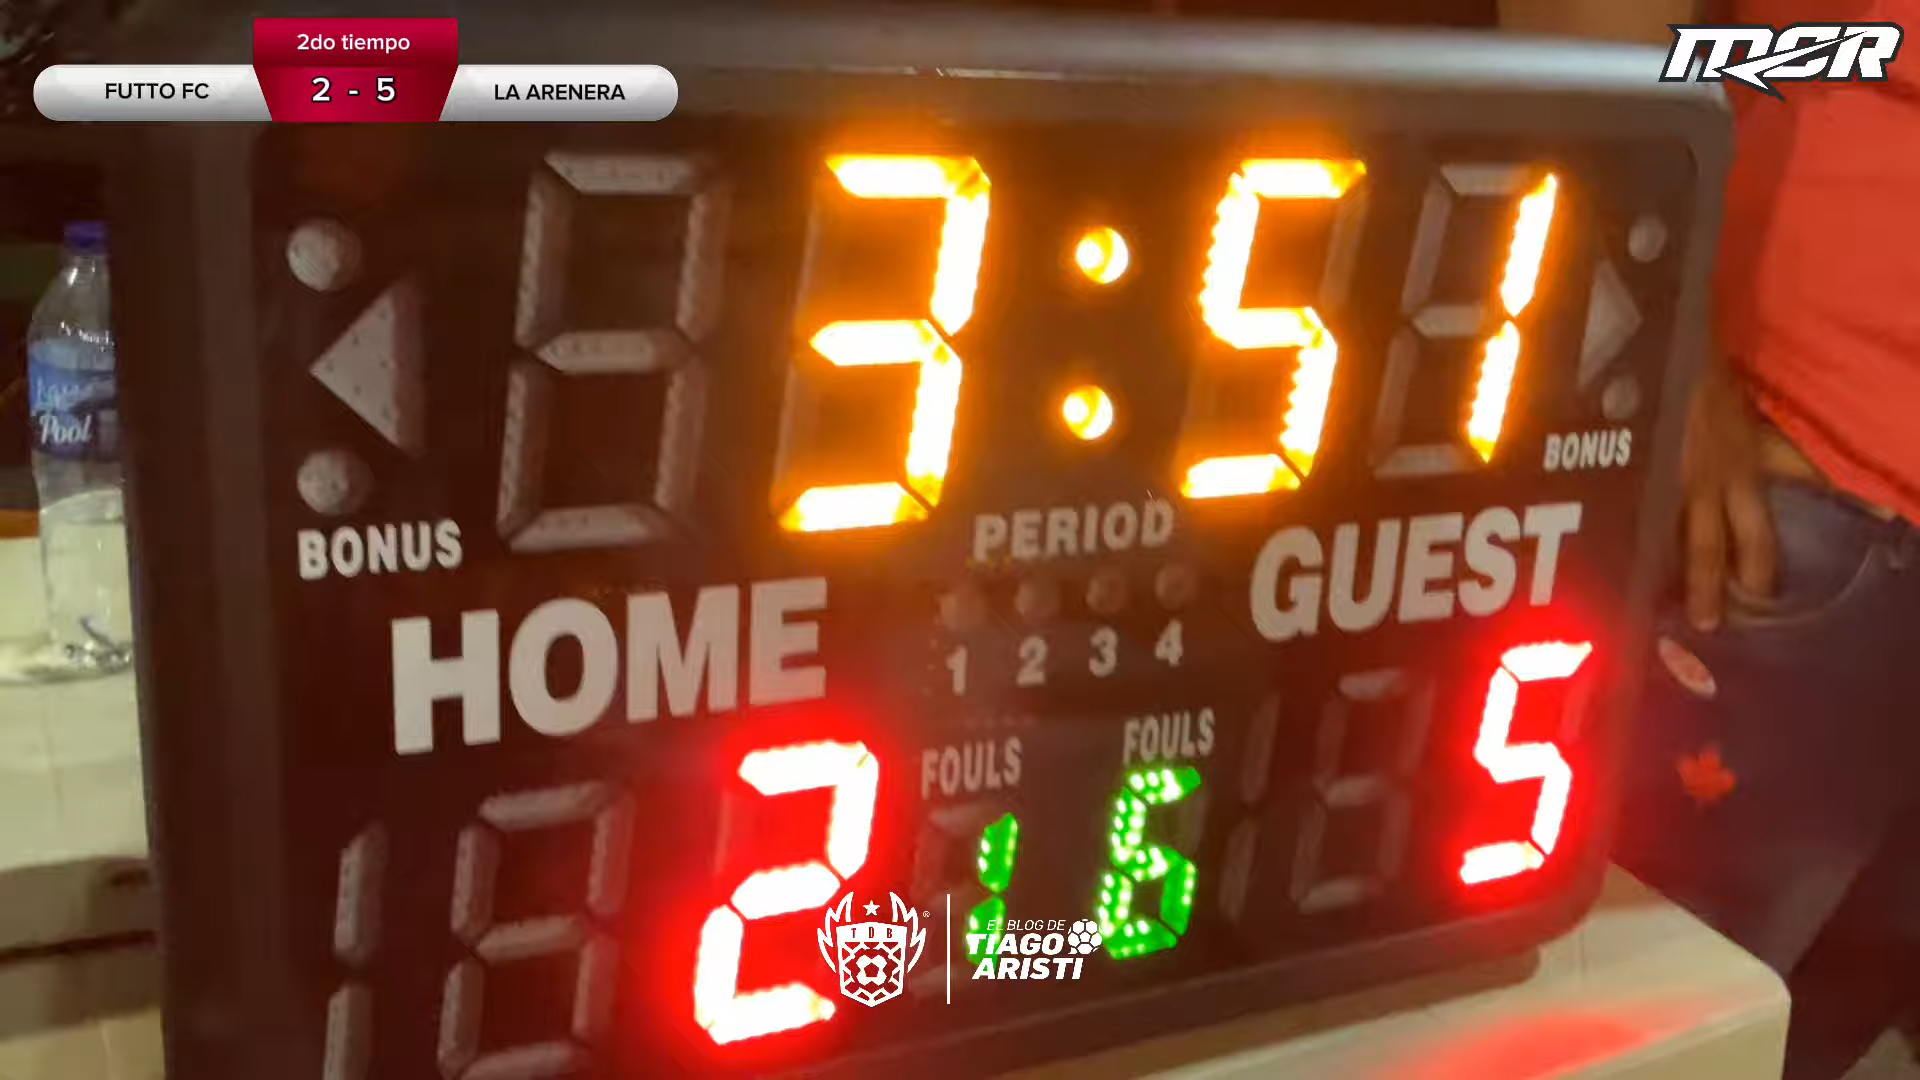 2do tiempo
FUTTO FC 2 - 5 LA ARENERA
MCR
3:51
BONUS
BONUS
PERIOD
HOME
GUEST
1 2 3 4
FOULS
FOULS
2 1 6 5
Pool
TDB
EL BLOG DE
TIAGO
ARISTI